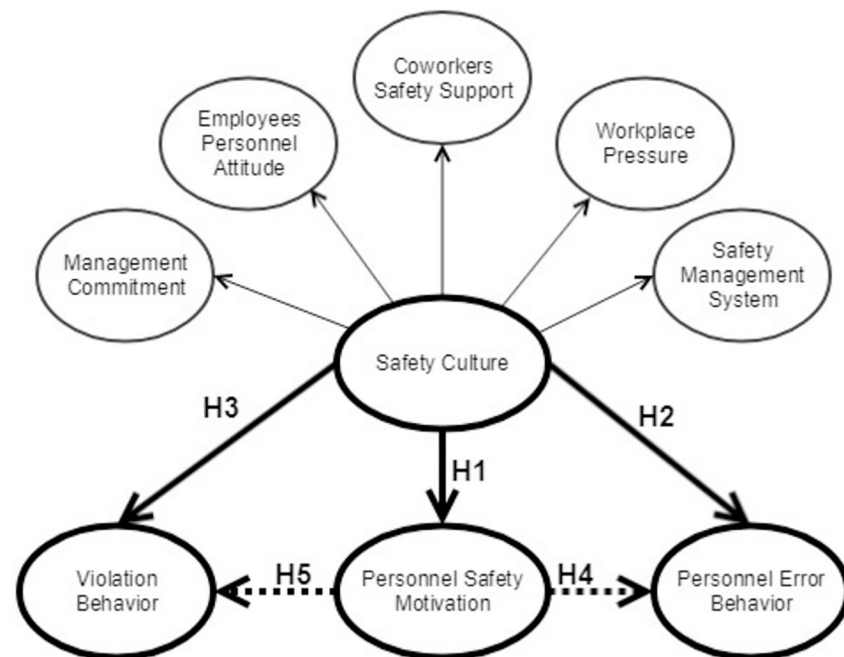 Coworkers
Safety Support
Employees
Personnel
Attitude
Workplace
Pressure
Management
Commitment
Safety
Management
System
Safety Culture
H3
H2
H1
Violation
Behavior
H5
Personnel Safety
Motivation
H4
Personnel Error
Behavior